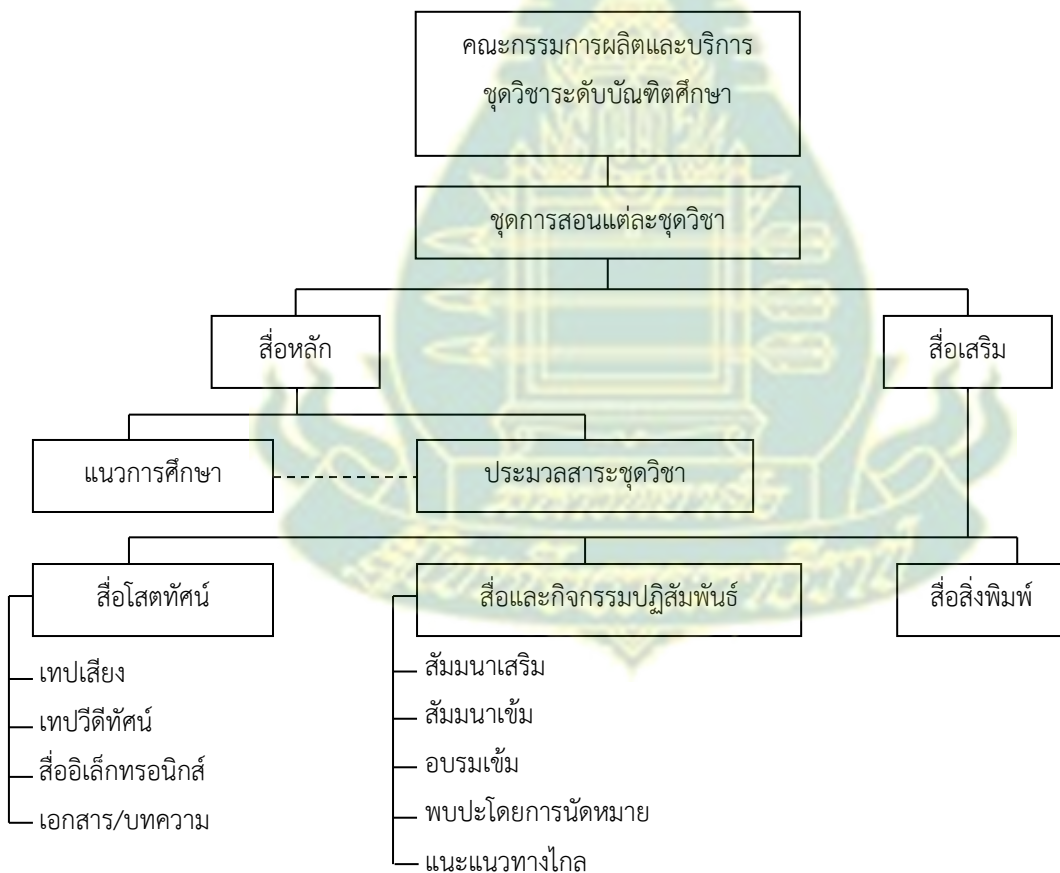 คณะกรรมการผลิตและบริการ
ชุดวิชาระดับบัณฑิตศึกษา
ชุดการสอนแต่ละชุดวิชา
สื่อหลัก
สื่อเสริม
แนวการศึกษา
ประมวลสาระชุดวิชา
สื่อโสตทัศน์
สื่อและกิจกรรมปฏิสัมพันธ์
สื่อสิ่งพิมพ์
เทปเสียง
เทปวีดีทัศน์
สื่ออิเล็กทรอนิกส์
เอกสาร/บทความ
สัมมนาเสริม
สัมมนาเข้ม
อบรมเข้ม
พบปะโดยการนัดหมาย
แนะแนวทางไกล